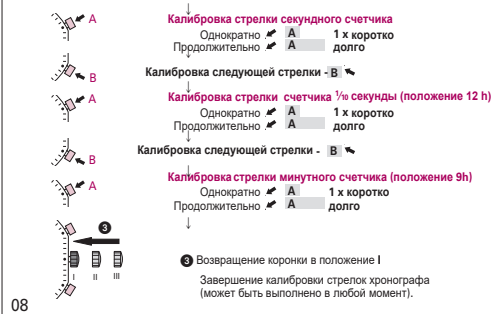 Калибровка стрелки секундного счетчика
A
Однократно A 1 x коротко
Продолжительно A долго
B
Калибровка следующей стрелки - B
A
Калибровка стрелки счетчика 1/10 секунды (положение 12 h)
Однократно A 1 x коротко
Продолжительно A долго
B
Калибровка следующей стрелки - B
A
Калибровка стрелки минутного счетчика (положение 9h)
Однократно A 1 x коротко
Продолжительно A долго
3
3 Возвращение коронки в положение I
I II III
Завершение калибровки стрелок хронографа
(может быть выполнено в любой момент).
08